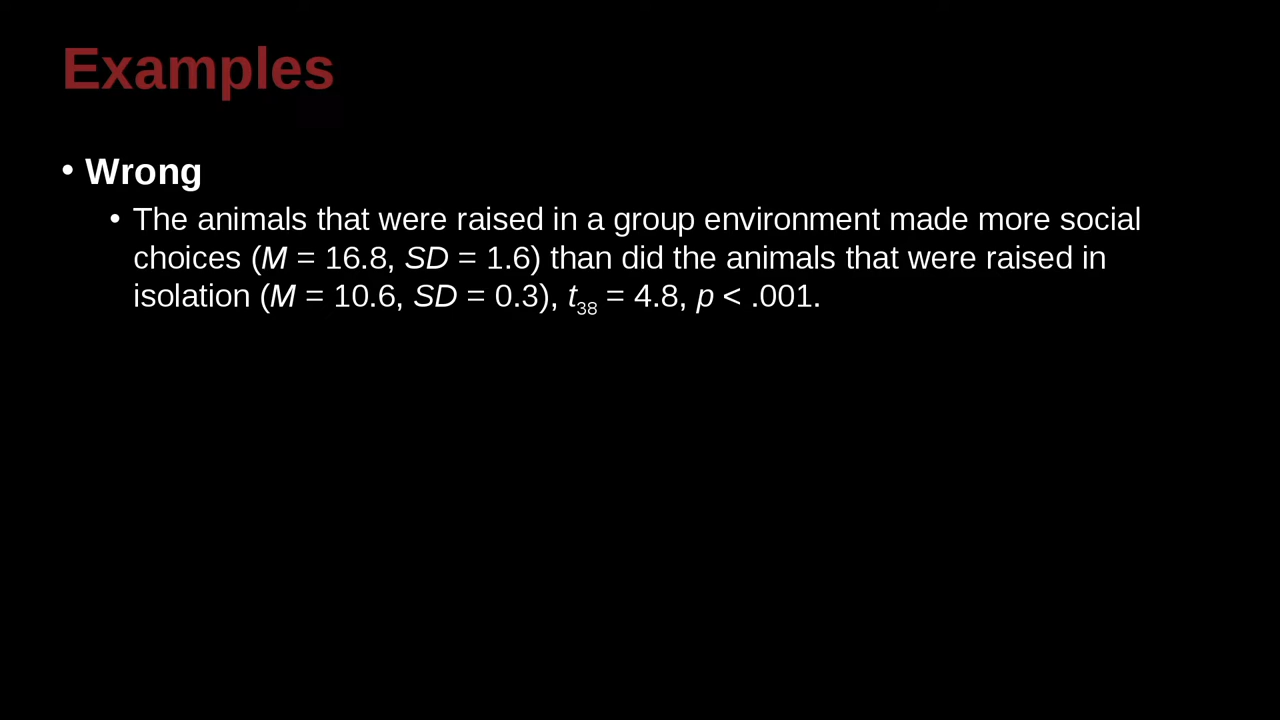 Examples
• Wrong
• The animals that were raised in a group environment made more social
choices (M = 16.8, SD = 1.6) than did the animals that were raised in
isolation (M = 10.6, SD = 0.3), t38 = 4.8, p < .001.